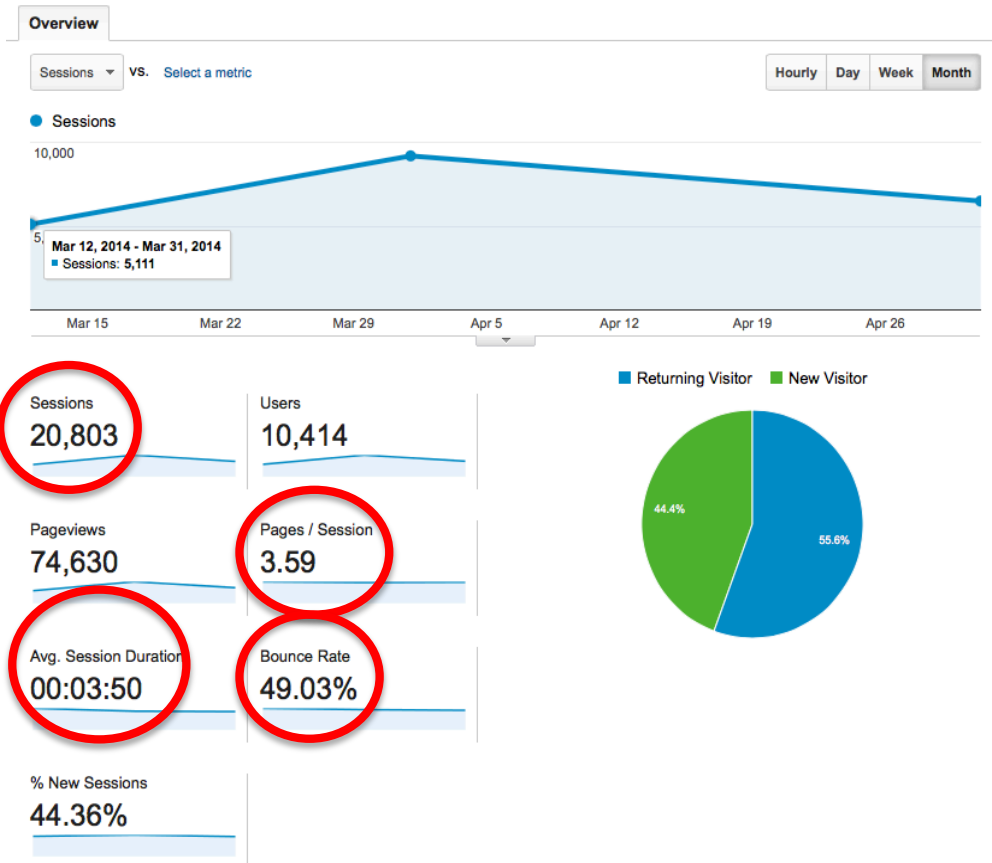 Overview
Sessions VS. Select a metric
Hourly Day Week Month
Sessions
10,000
5,
Mar 12, 2014 - Mar 31, 2014
Sessions: 5,111
Mar 15 Mar 22 Mar 29 Apr 5 Apr 12 Apr 19 Apr 26
Returning Visitor New Visitor
Sessions Users
20,803 10,414
44.4%
55.6%
Pageviews Pages / Session
74,630 3.59
Avg. Session Duration Bounce Rate
00:03:50 49.03%
% New Sessions
44.36%